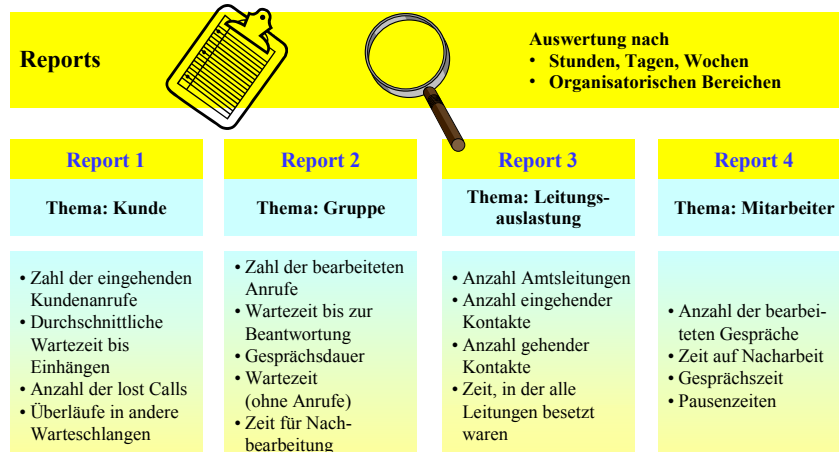 Reports
Auswertung nach
• Stunden, Tagen, Wochen
• Organisatorischen Bereichen
Report 1
Thema: Kunde
• Zahl der eingehenden
Kundenanrufe
• Durchschnittliche
Wartezeit bis
Einhängen
• Anzahl der lost Calls
• Überläufe in andere
Warteschlangen
Report 2
Thema: Gruppe
• Zahl der bearbeiteten
Anrufe
• Wartezeit bis zur
Beantwortung
• Gesprächsdauer
• Wartezeit
(ohne Anrufe)
• Zeit für Nach-
bearbeitung
Report 3
Thema: Leitungs-
auslastung
• Anzahl Amtsleitungen
• Anzahl eingehender
Kontakte
• Anzahl gehender
Kontakte
• Zeit, in der alle
Leitungen besetzt
waren
Report 4
Thema: Mitarbeiter
• Anzahl der bearbei-
teten Gespräche
• Zeit auf Nacharbeit
• Gesprächszeit
• Pausenzeiten